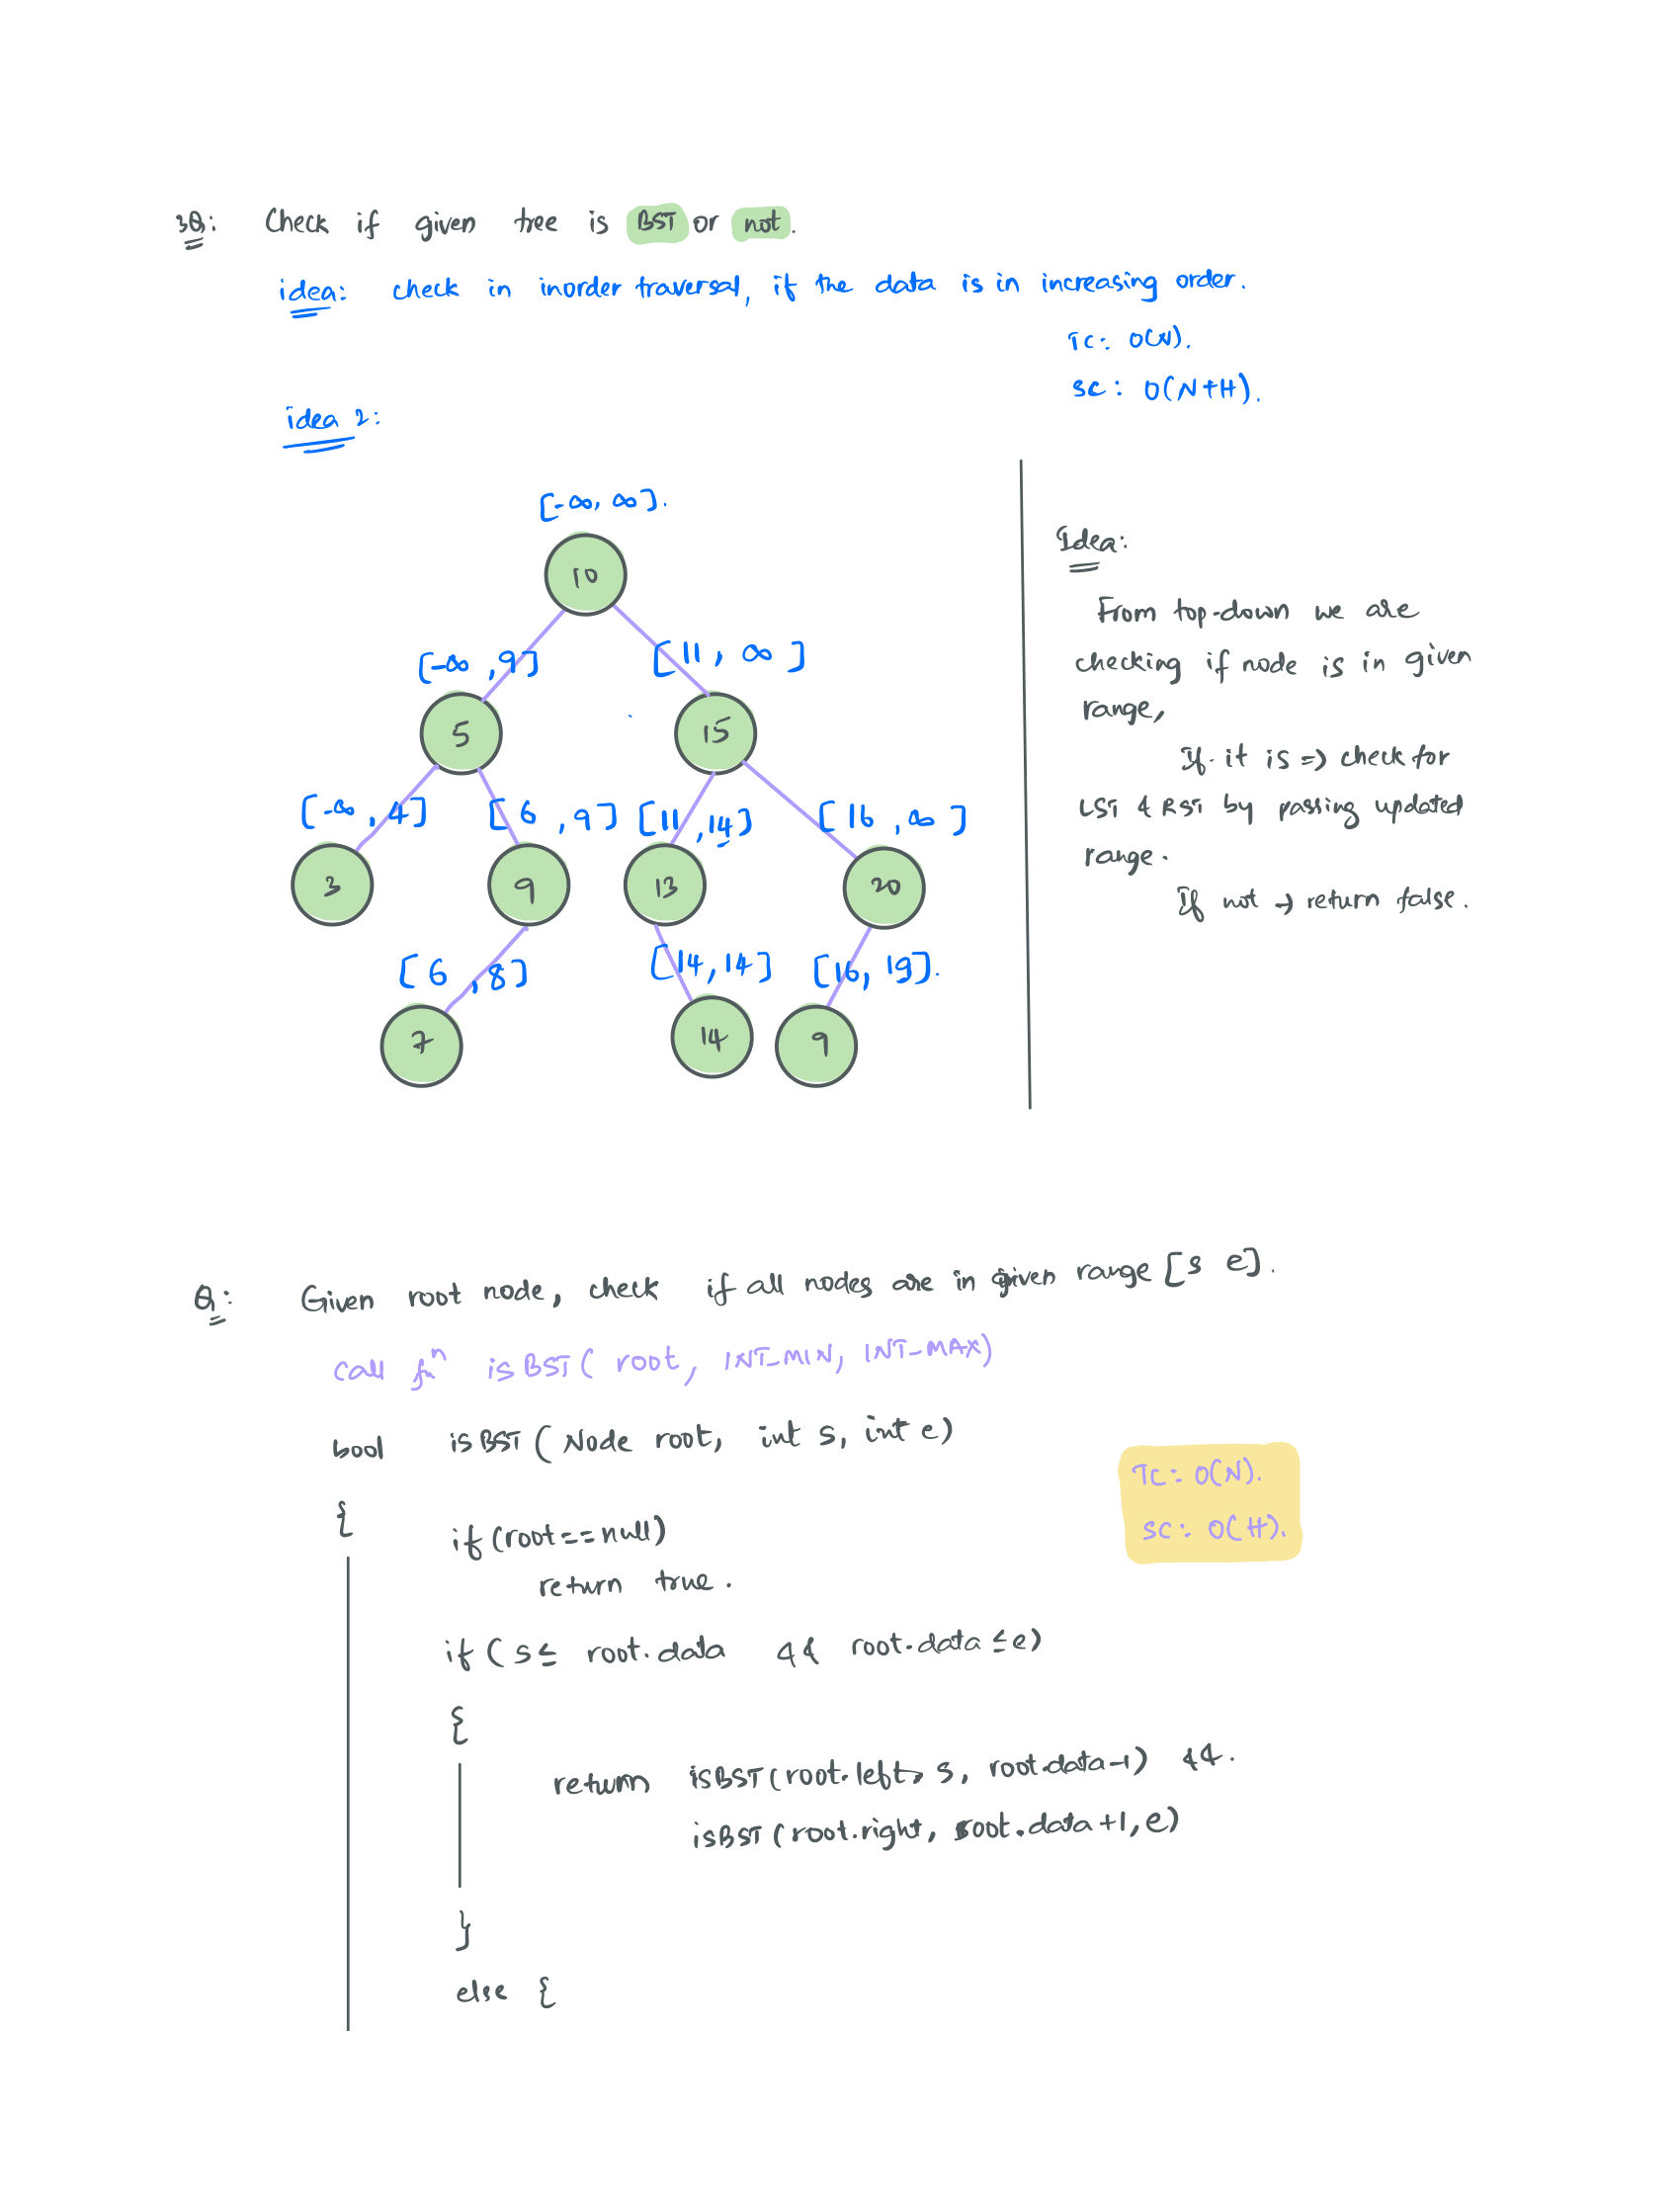 3Q: Check if given tree is BST or not.
idea: check in inorder traversal, if the data is in increasing order.
TC: O(N).
SC: O(N+H).
idea 2:
[-∞, ∞].
10
[-∞, 9] [11, ∞]
5 15
[-∞, 4] [6, 9] [11, 14] [16, ∞]
3 9 13 20
[6, 8] [14, 14] [16, 19].
7 14 9
Idea:
From top-down we are
checking if node is in given
range,
If it is => check for
LST & RST by passing updated
range.
If not → return false.
Q: Given root node, check if all nodes are in given range [s e].
call fnⁿ isBST( root, INT_MIN, INT_MAX)
bool isBST( Node root, int s, int e)
TC: O(N).
SC: O(H).
{ if(root==null)
return true.
if( s≤ root.data && root.data ≤e)
{
return isBST(root.left, s, root.data-1) &&.
isBST(root.right, root.data+1, e)
}
else {